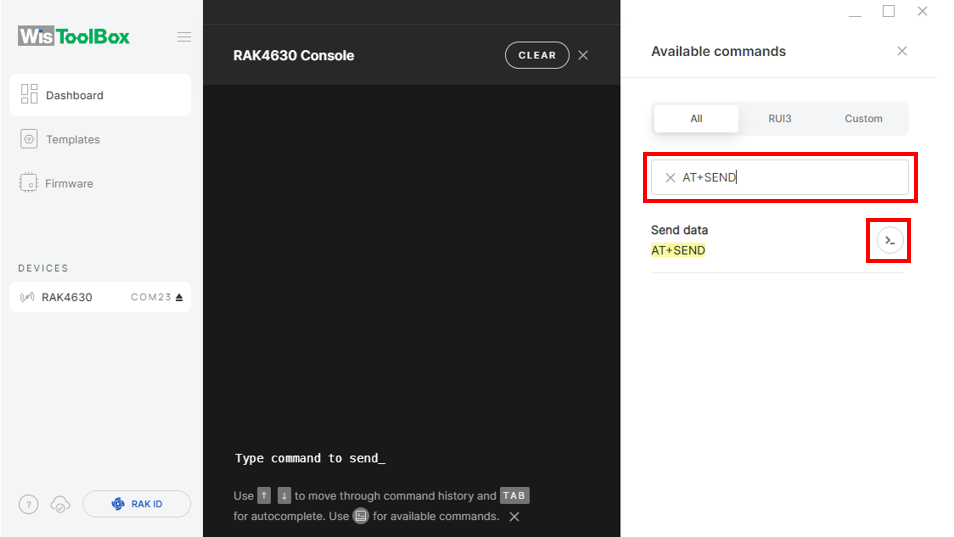 WisToolBox
Dashboard
Templates
Firmware
DEVICES
RAK4630 COM23
?
RAK ID
RAK4630 Console
CLEAR
Type command to send_
Use ↑ ↓ to move through command history and TAB
for autocomplete. Use for available commands.
Available commands
All RUI3 Custom
AT+SEND
Send data
AT+SEND